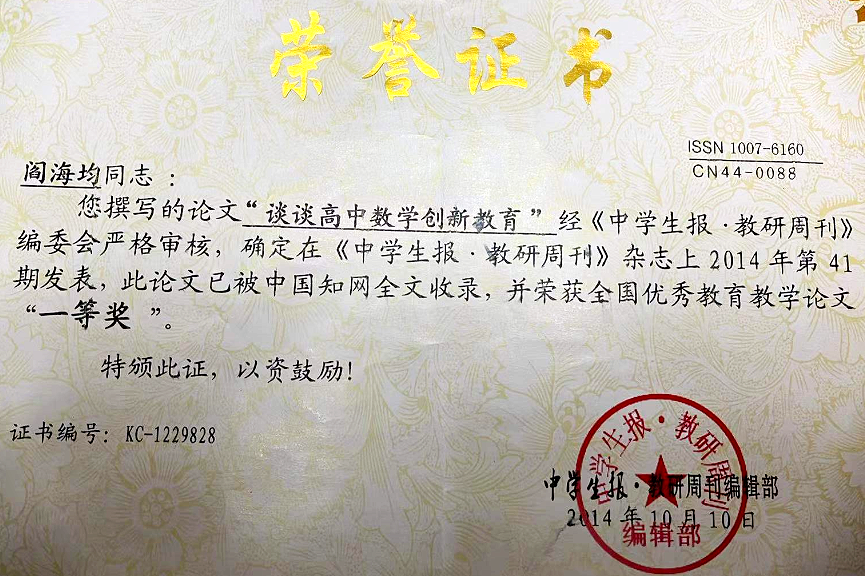 荣誉证书
ISSN 1007-6160
CN44-0088
阎海均同志：
您撰写的论文“谈谈高中数学创新教育”经《中学生报·教研周刊》
编委会严格审核，确定在《中学生报·教研周刊》杂志上2014年第41
期发表，此论文已被中国知网全文收录，并荣获全国优秀教育教学论文
“一等奖”。
特颁此证，以资鼓励！
证书编号：KC-1229828
中学生报·教研周刊编辑部
2014年10月10日
中学生报·教研周刊
编辑部